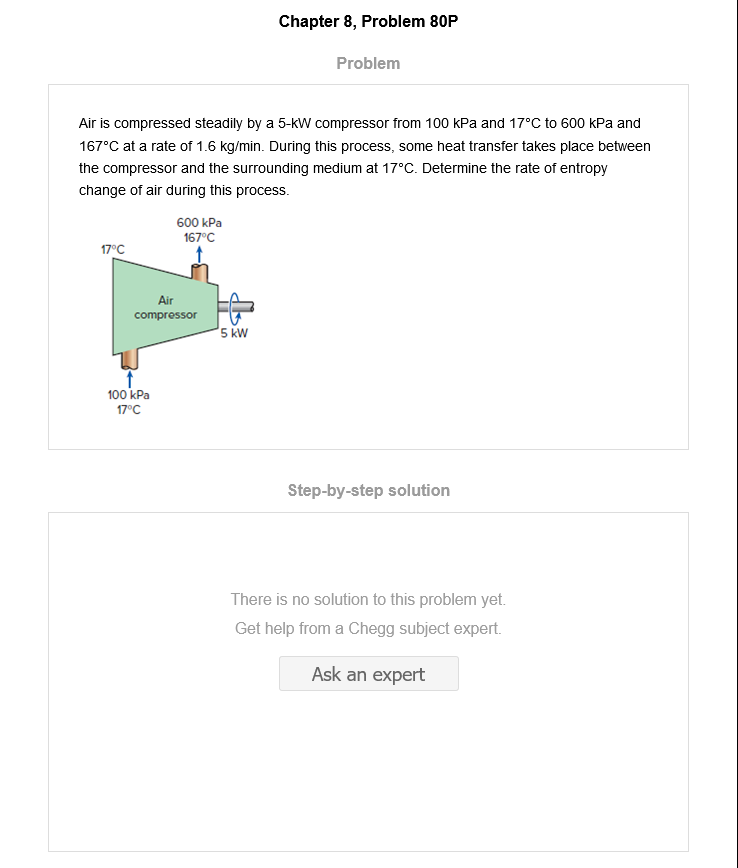 Chapter 8, Problem 80P
Problem
Air is compressed steadily by a 5-kW compressor from 100 kPa and 17°C to 600 kPa and
167°C at a rate of 1.6 kg/min. During this process, some heat transfer takes place between
the compressor and the surrounding medium at 17°C. Determine the rate of entropy
change of air during this process.
600 kPa
167°C
17°C
Air
compressor
5 kW
100 kPa
17°C
Step-by-step solution
There is no solution to this problem yet.
Get help from a Chegg subject expert.
Ask an expert